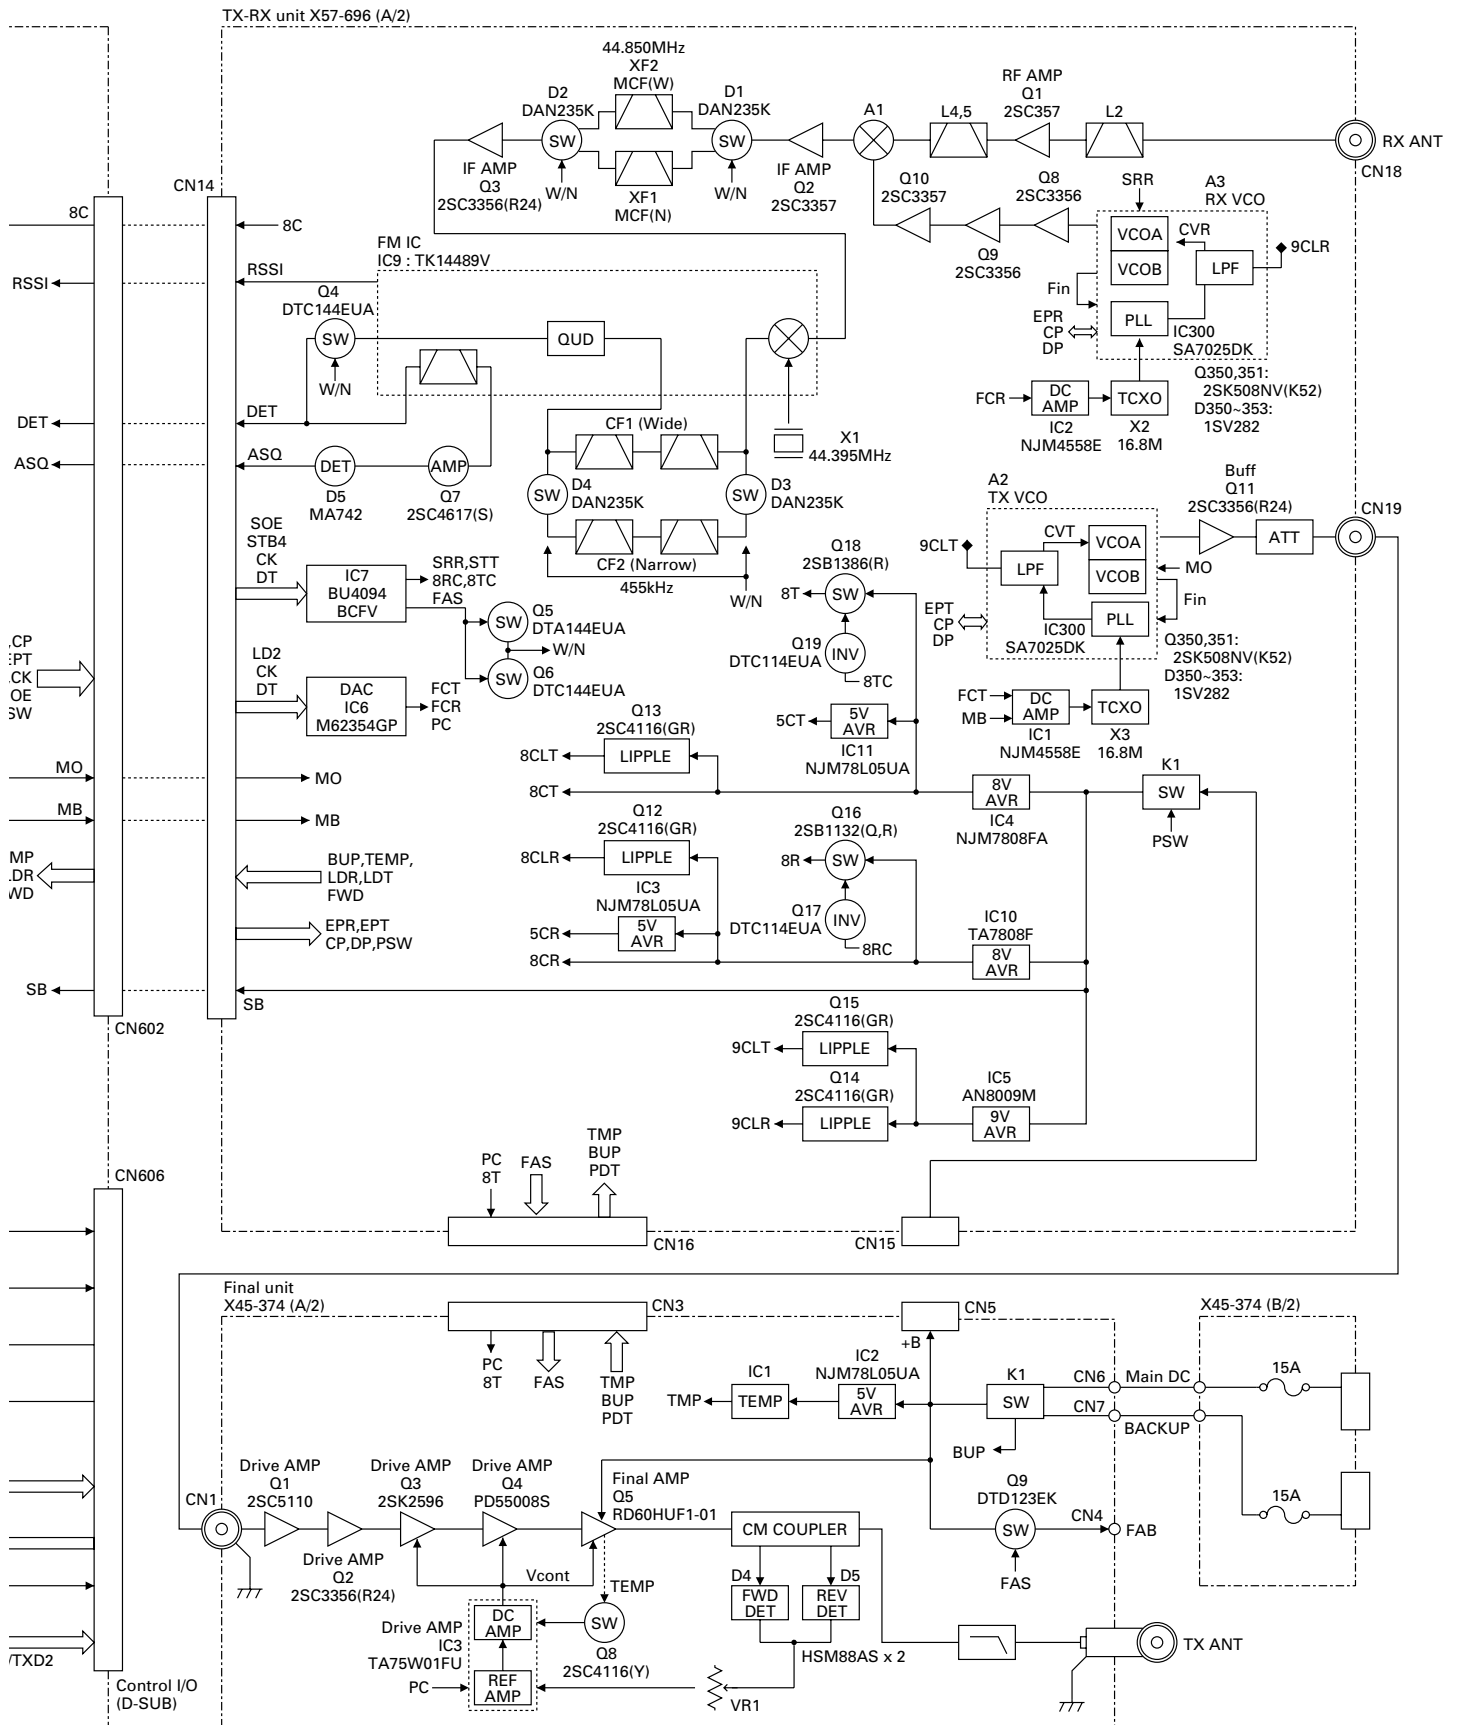 TX-RX unit X57-696 (A/2)
44.850MHz
XF2
MCF(W)
D2
DAN235K
D1
DAN235K
SW
SW
W/N
XF1
MCF(N)
W/N
IF AMP
Q3
2SC3356(R24)
IF AMP
Q2
2SC3357
A1
L4,5
RF AMP
Q1
2SC357
L2
RX ANT
CN18
Q10
2SC3357
Q9
2SC3356
Q8
2SC3356
SRR
A3
RX VCO
VCOA
VCOB
CVR
LPF
9CLR
Fin
PLL
EPR
CP
DP
IC300
SA7025DK
FCR
DC
AMP
IC2
NJM4558E
TCXO
X2
16.8M
Q350,351:
2SK508NV(K52)
D350~353:
1SV282
CN14
8C
8C
RSSI
RSSI
FM IC
IC9 : TK14489V
Q4
DTC144EUA
SW
W/N
QUD
DET
DET
ASQ
ASQ
DET
D5
MA742
AMP
Q7
2SC4617(S)
CF1 (Wide)
X1
44.395MHz
SW
D4
DAN235K
SW
D3
DAN235K
CF2 (Narrow)
455kHz
W/N
SOE
STB4
CK
DT
IC7
BU4094
BCFV
SRR,STT
8RC,8TC
FAS
SW
Q5
DTA144EUA
W/N
SW
Q6
DTC144EUA
LD2
CK
DT
DAC
IC6
M62354GP
FCT
FCR
PC
,CP
EPT
CK
OE
SW
MO
MO
MB
MB
MP
DR
WD
BUP,TEMP,
LDR,LDT
FWD
EPR,EPT
CP,DP,PSW
SB
SB
CN602
A2
TX VCO
9CLT
LPF
CVT
VCOA
VCOB
MO
Fin
PLL
EPT
CP
DP
IC300
SA7025DK
Buff
Q11
2SC3356(R24)
ATT
CN19
Q350,351:
2SK508NV(K52)
D350~353:
1SV282
FCT
MB
DC
AMP
IC1
NJM4558E
TCXO
X3
16.8M
Q18
2SB1386(R)
8T
SW
Q19
DTC114EUA
INV
8TC
5CT
5V
AVR
IC11
NJM78L05UA
Q13
2SC4116(GR)
8CLT
LIPPLE
8CT
8V
AVR
IC4
NJM7808FA
K1
SW
PSW
Q12
2SC4116(GR)
8CLR
LIPPLE
Q16
2SB1132(Q,R)
8R
SW
IC3
NJM78L05UA
5CR
5V
AVR
Q17
DTC114EUA
INV
8RC
8CR
IC10
TA7808F
8V
AVR
Q15
2SC4116(GR)
9CLT
LIPPLE
Q14
2SC4116(GR)
9CLR
LIPPLE
IC5
AN8009M
9V
AVR
CN606
PC
8T
FAS
TMP
BUP
PDT
CN16
CN15
Final unit
X45-374 (A/2)
CN3
PC
8T
FAS
TMP
BUP
PDT
CN5
+B
X45-374 (B/2)
TMP
IC1
TEMP
IC2
NJM78L05UA
5V
AVR
K1
SW
BUP
CN6
Main DC
CN7
BACKUP
15A
15A
CN1
Drive AMP
Q1
2SC5110
Drive AMP
Q2
2SC3356(R24)
Drive AMP
Q3
2SK2596
Drive AMP
Q4
PD55008S
Final AMP
Q5
RD60HUF1-01
CM COUPLER
Q9
DTD123EK
SW
FAS
CN4
FAB
Vcont
TEMP
SW
Q8
2SC4116(Y)
D4
FWD
DET
D5
REV
DET
HSM88AS x 2
Drive AMP
IC3
TA75W01FU
DC
AMP
REF
AMP
PC
VR1
TX ANT
/TXD2
Control I/O
(D-SUB)